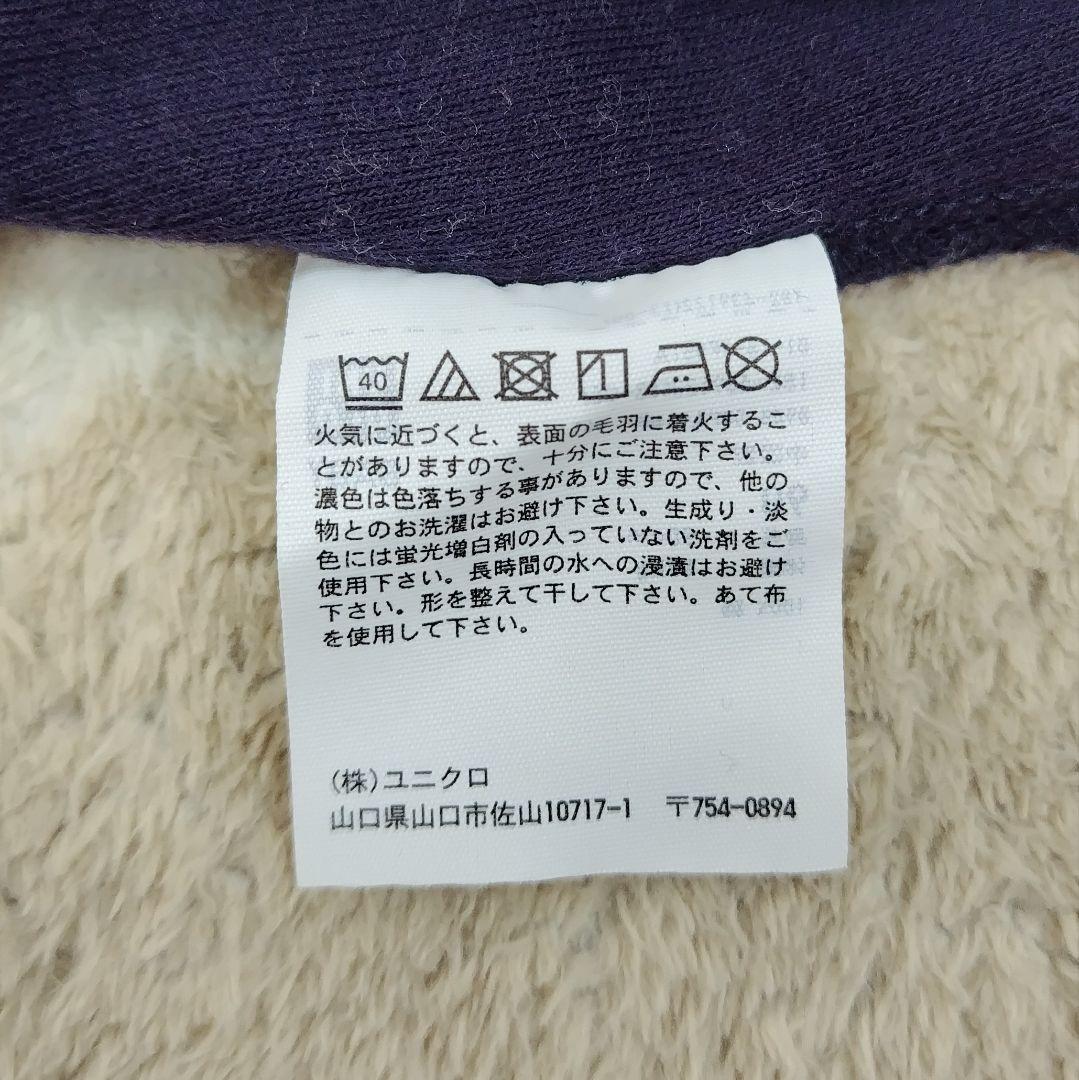 40
火気に近づくと、表面の毛羽に着火するこ
とがありますので、十分にご注意下さい。
濃色は色落ちする事がありますので、他の
物とのお洗濯はお避け下さい。生成り・淡
色には蛍光増白剤の入っていない洗剤をご
使用下さい。長時間の水への浸漬はお避け
下さい。形を整えて干して下さい。あて布
を使用して下さい。
(株)ユニクロ
山口県山口市佐山10717-1 〒754-0894